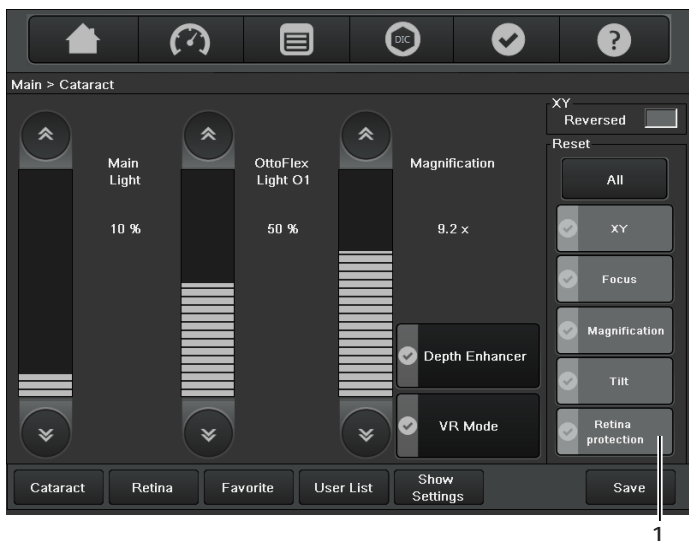 DIC
?
Main > Cataract
XY
Reversed
Reset
All
Main
Light
10 %
OttoFlex
Light O1
50 %
Magnification
9.2 x
XY
Focus
Magnification
Tilt
Retina
protection
Depth Enhancer
VR Mode
Cataract
Retina
Favorite
User List
Show
Settings
Save
1